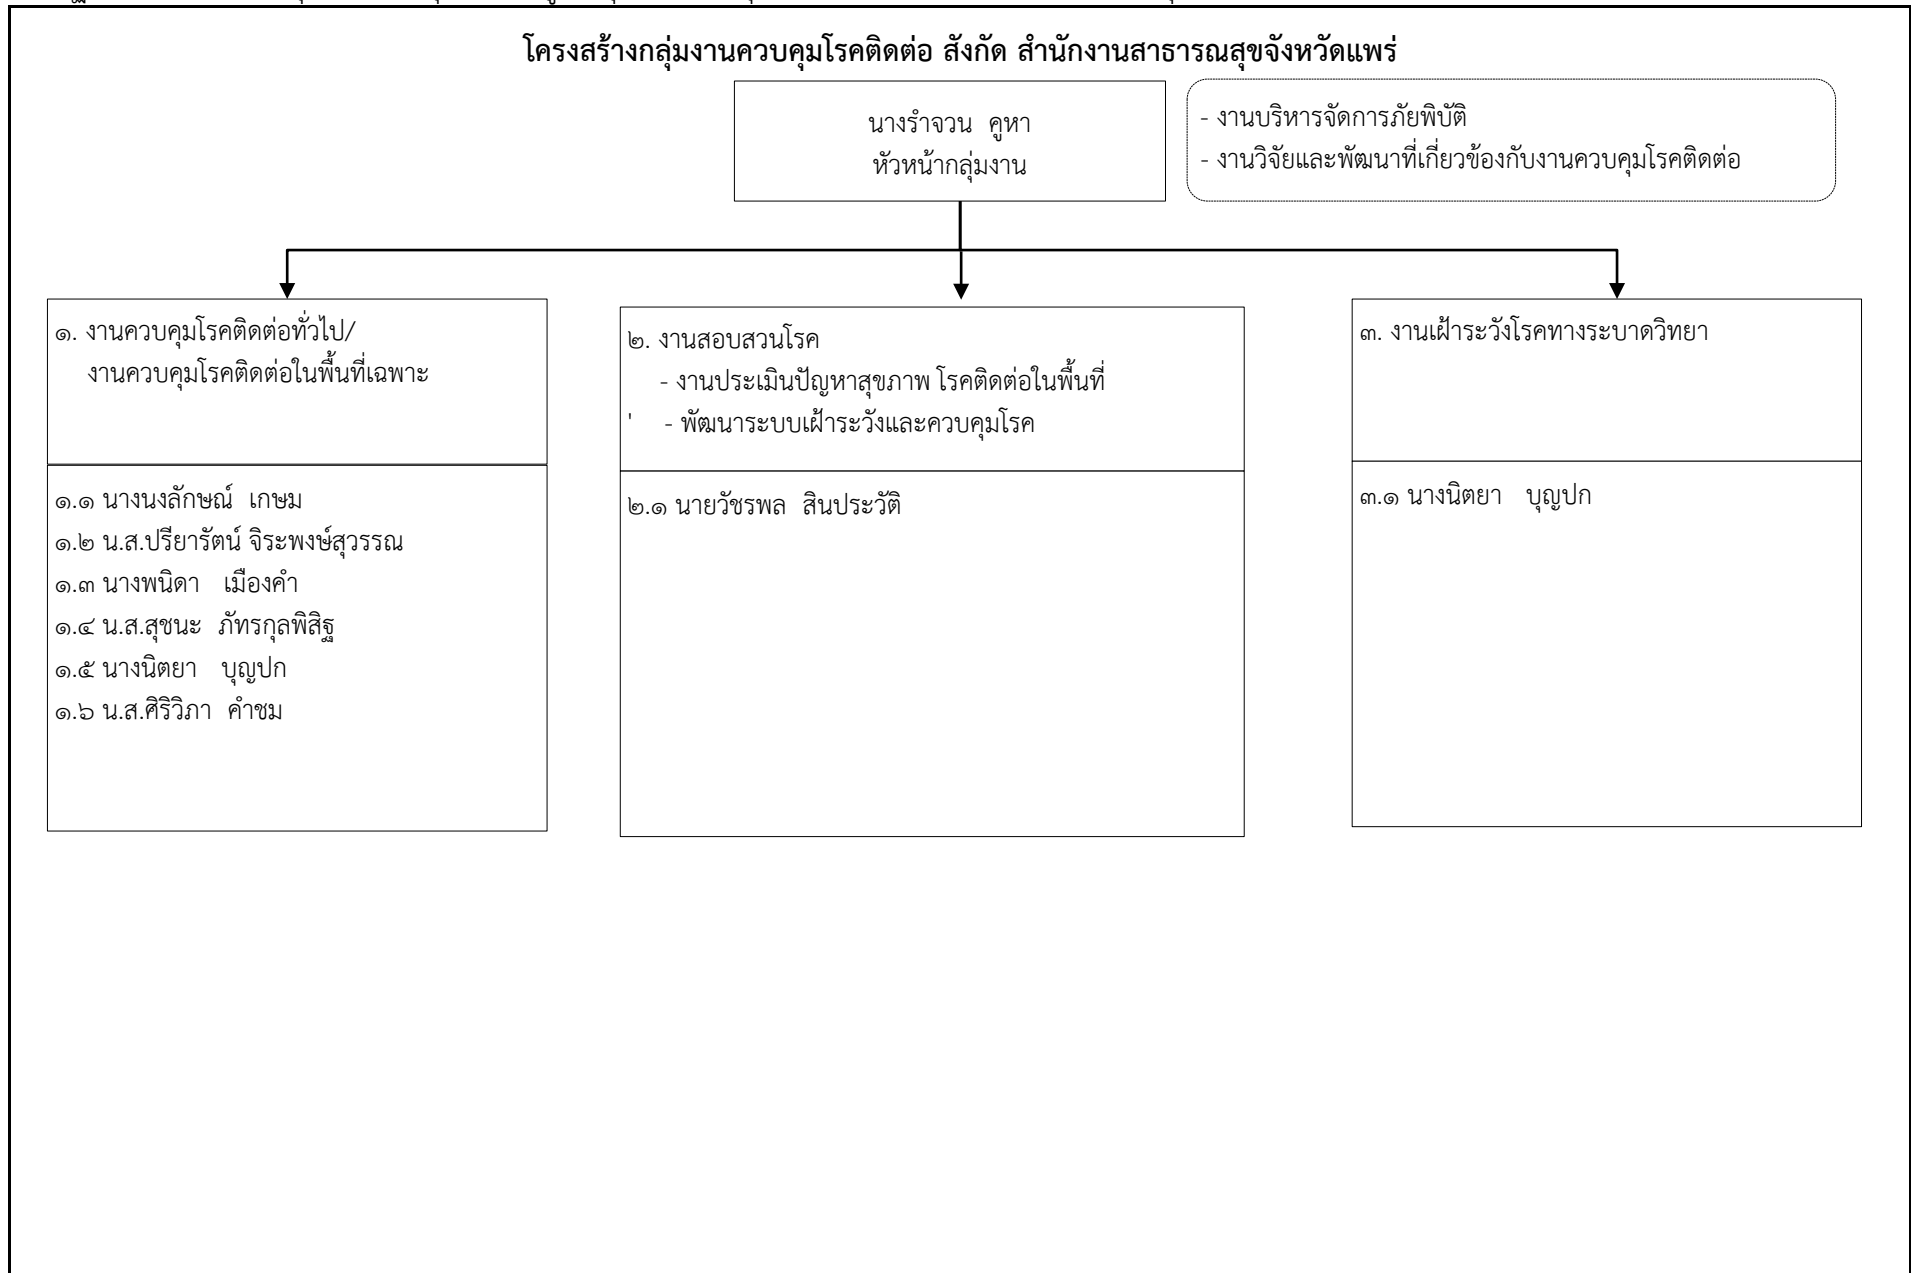 โครงสร้างกลุ่มงานควบคุมโรคติดต่อ สังกัด สำนักงานสาธารณสุขจังหวัดแพร่
นางรำจวน คูหา
หัวหน้ากลุ่มงาน
- งานบริหารจัดการภัยพิบัติ
- งานวิจัยและพัฒนาที่เกี่ยวข้องกับงานควบคุมโรคติดต่อ
๑. งานควบคุมโรคติดต่อทั่วไป/
งานควบคุมโรคติดต่อในพื้นที่เฉพาะ
๑.๑ นางนงลักษณ์ เกษม
๑.๒ น.ส.ปรียารัตน์ จิระพงษ์สุวรรณ
๑.๓ นางพนิดา เมืองคำ
๑.๔ น.ส.สุชนะ ภัทรกุลพิสิฐ
๑.๕ นางนิตยา บุญปก
๑.๖ น.ส.ศิริวิภา คำชม
๒. งานสอบสวนโรค
- งานประเมินปัญหาสุขภาพ โรคติดต่อในพื้นที่
' - พัฒนาระบบเฝ้าระวังและควบคุมโรค
๒.๑ นายวัชรพล สินประวัติ
๓. งานเฝ้าระวังโรคทางระบาดวิทยา
๓.๑ นางนิตยา บุญปก